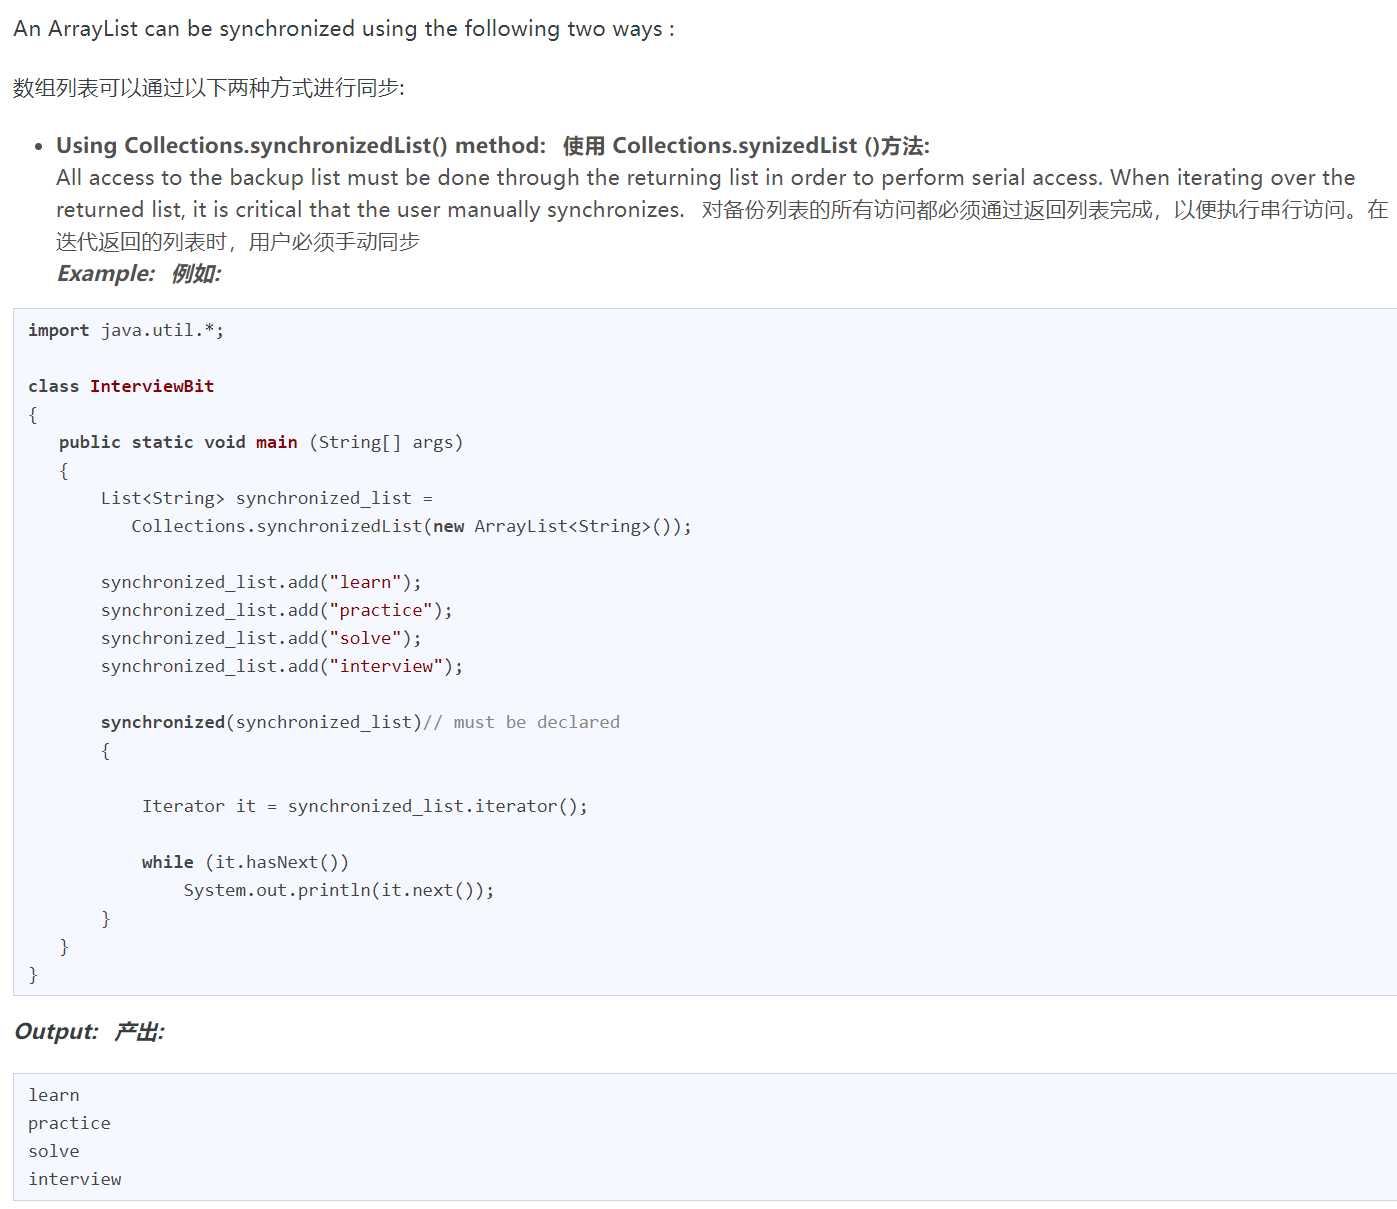 An ArrayList can be synchronized using the following two ways :
数组列表可以通过以下两种方式进行同步:
• Using Collections.synchronizedList() method: 使用 Collections.synizedList ()方法:
All access to the backup list must be done through the returning list in order to perform serial access. When iterating over the
returned list, it is critical that the user manually synchronizes. 对备份列表的所有访问都必须通过返回列表完成，以便执行串行访问。在
迭代返回的列表时，用户必须手动同步
Example: 例如:
import java.util.*;
class InterviewBit
{
public static void main (String[] args)
{
List<String> synchronized_list =
Collections.synchronizedList(new ArrayList<String>());
synchronized_list.add("learn");
synchronized_list.add("practice");
synchronized_list.add("solve");
synchronized_list.add("interview");
synchronized(synchronized_list)// must be declared
{
Iterator it = synchronized_list.iterator();
while (it.hasNext())
System.out.println(it.next());
}
}
}
Output: 产出:
learn
practice
solve
interview